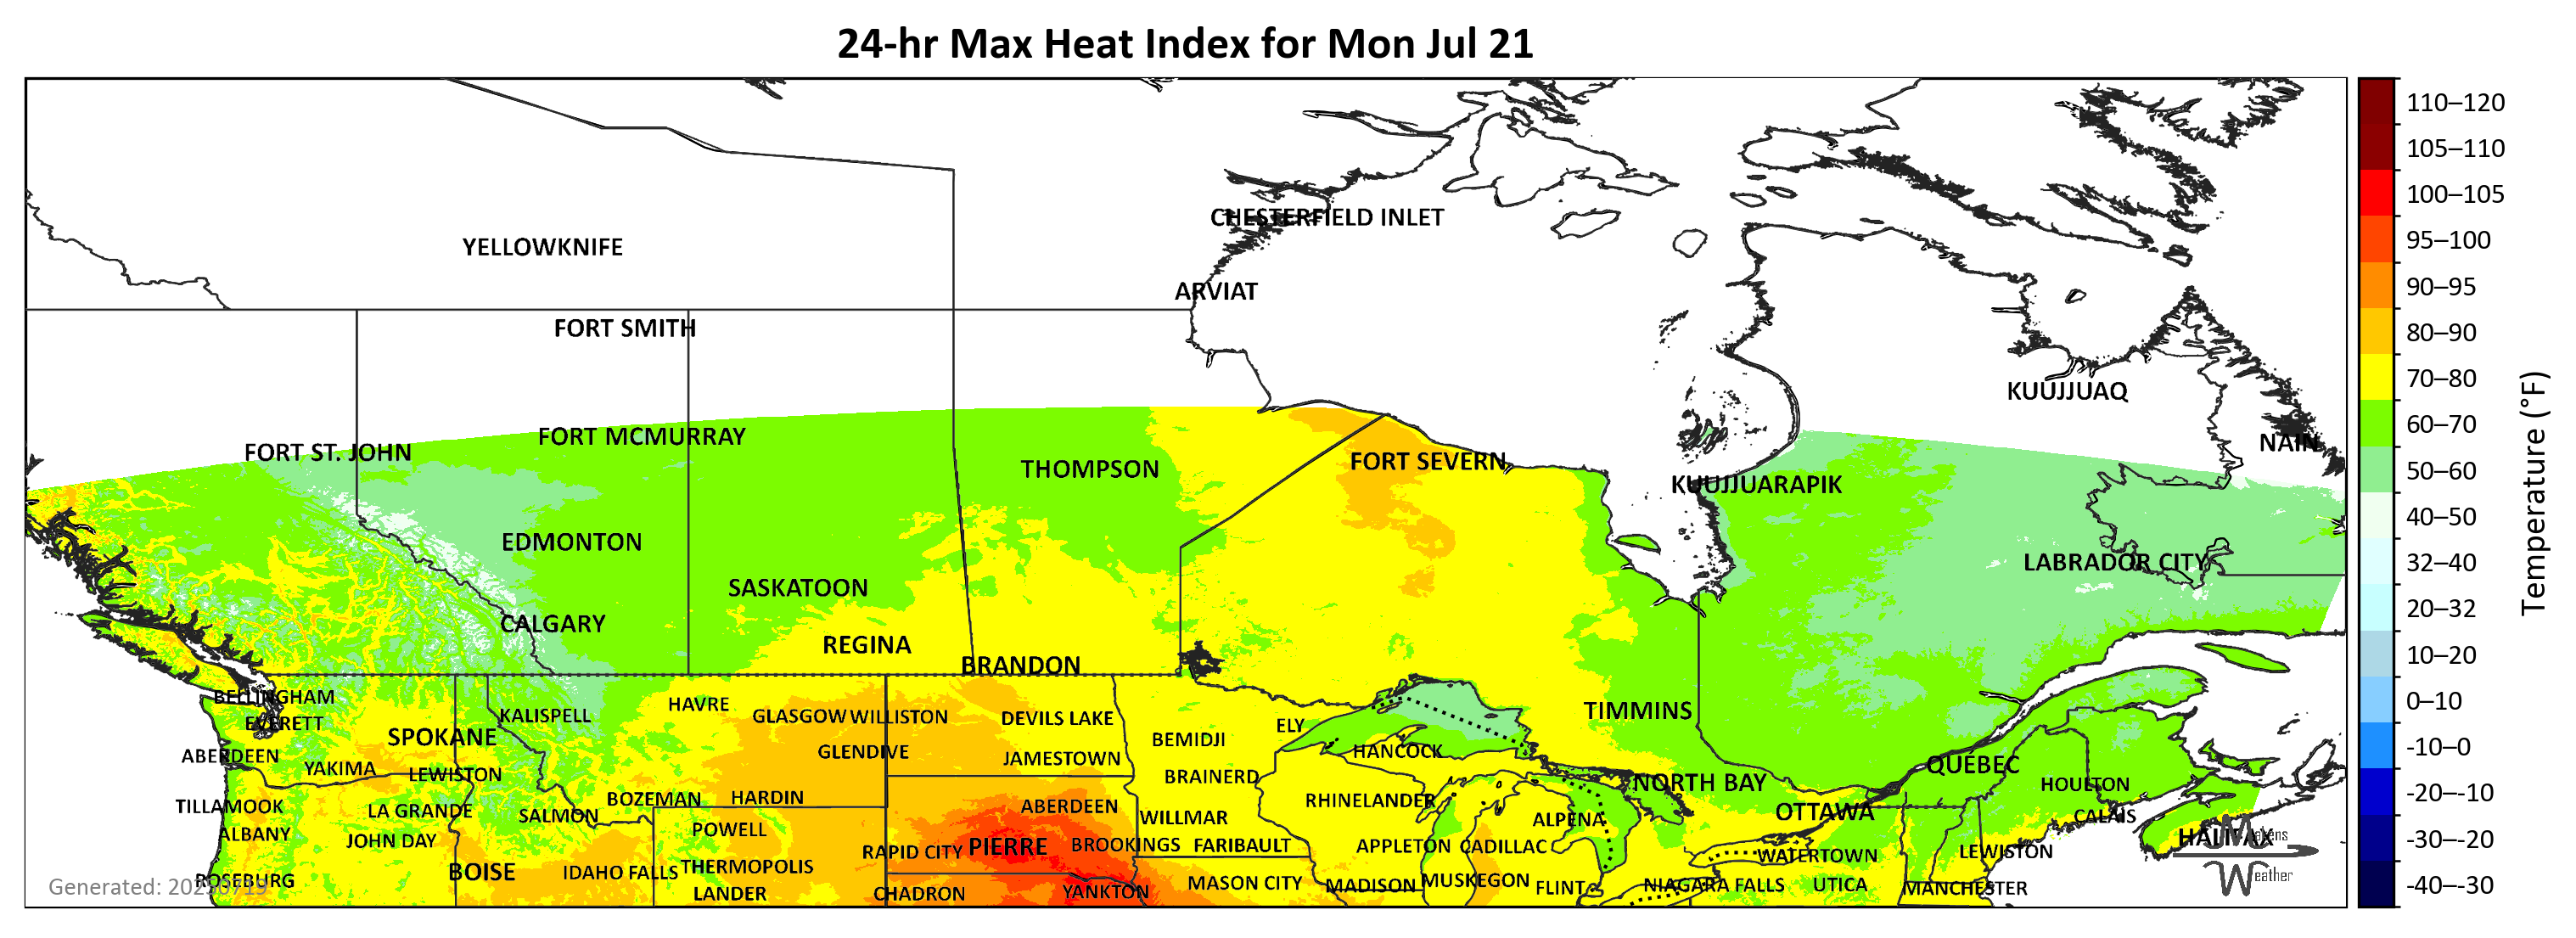 24-hr Max Heat Index for Mon Jul 21
CHESTERFIELD INLET
YELLOWKNIFE
ARVIAT
FORT SMITH
KUUJJUAQ
FORT MCMURRAY
NAIN
FORT ST. JOHN
FORT SEVERN
THOMPSON
KUUJJUARAPIK
EDMONTON
LABRADOR CITY
SASKATOON
CALGARY
REGINA
BRANDON
BELLINGHAM
HAVRE
TIMMINS
KALISPELL
GLASGOW WILLISTON
DEVILS LAKE
EVERETT
ELY
SPOKANE
BEMIDJI
GLENDIVE
HANCOCK
ABERDEEN
JAMESTOWN
QUÉBEC
YAKIMA
LEWISTON
BRAINERD
NORTH BAY
HOULTON
BOZEMAN
HARDIN
RHINELANDER
TILLAMOOK
LA GRANDE
ABERDEEN
SALMON
WILLMAR
OTTAWA
CALAIS
ALPENA
POWELL
ALBANY
HALIFAX
JOHN DAY
RAPID CITY
PIERRE
BROOKINGS
FARIBAULT
APPLETON
CADILLAC
LEWISTON
WATERTOWN
THERMOPOLIS
BOISE
IDAHO FALLS
ROSEBURG
MASON CITY
MADISON
MUSKEGON
FLINT
NIAGARA FALLS
UTICA
MANCHESTER
LANDER
CHADRON
YANKTON
Generated: 20250719
Makens
Weather
110–120
105–110
100–105
95–100
90–95
80–90
70–80
60–70
50–60
40–50
32–40
20–32
10–20
0–10
-10–0
-20–-10
-30–-20
-40–-30
Temperature (°F)